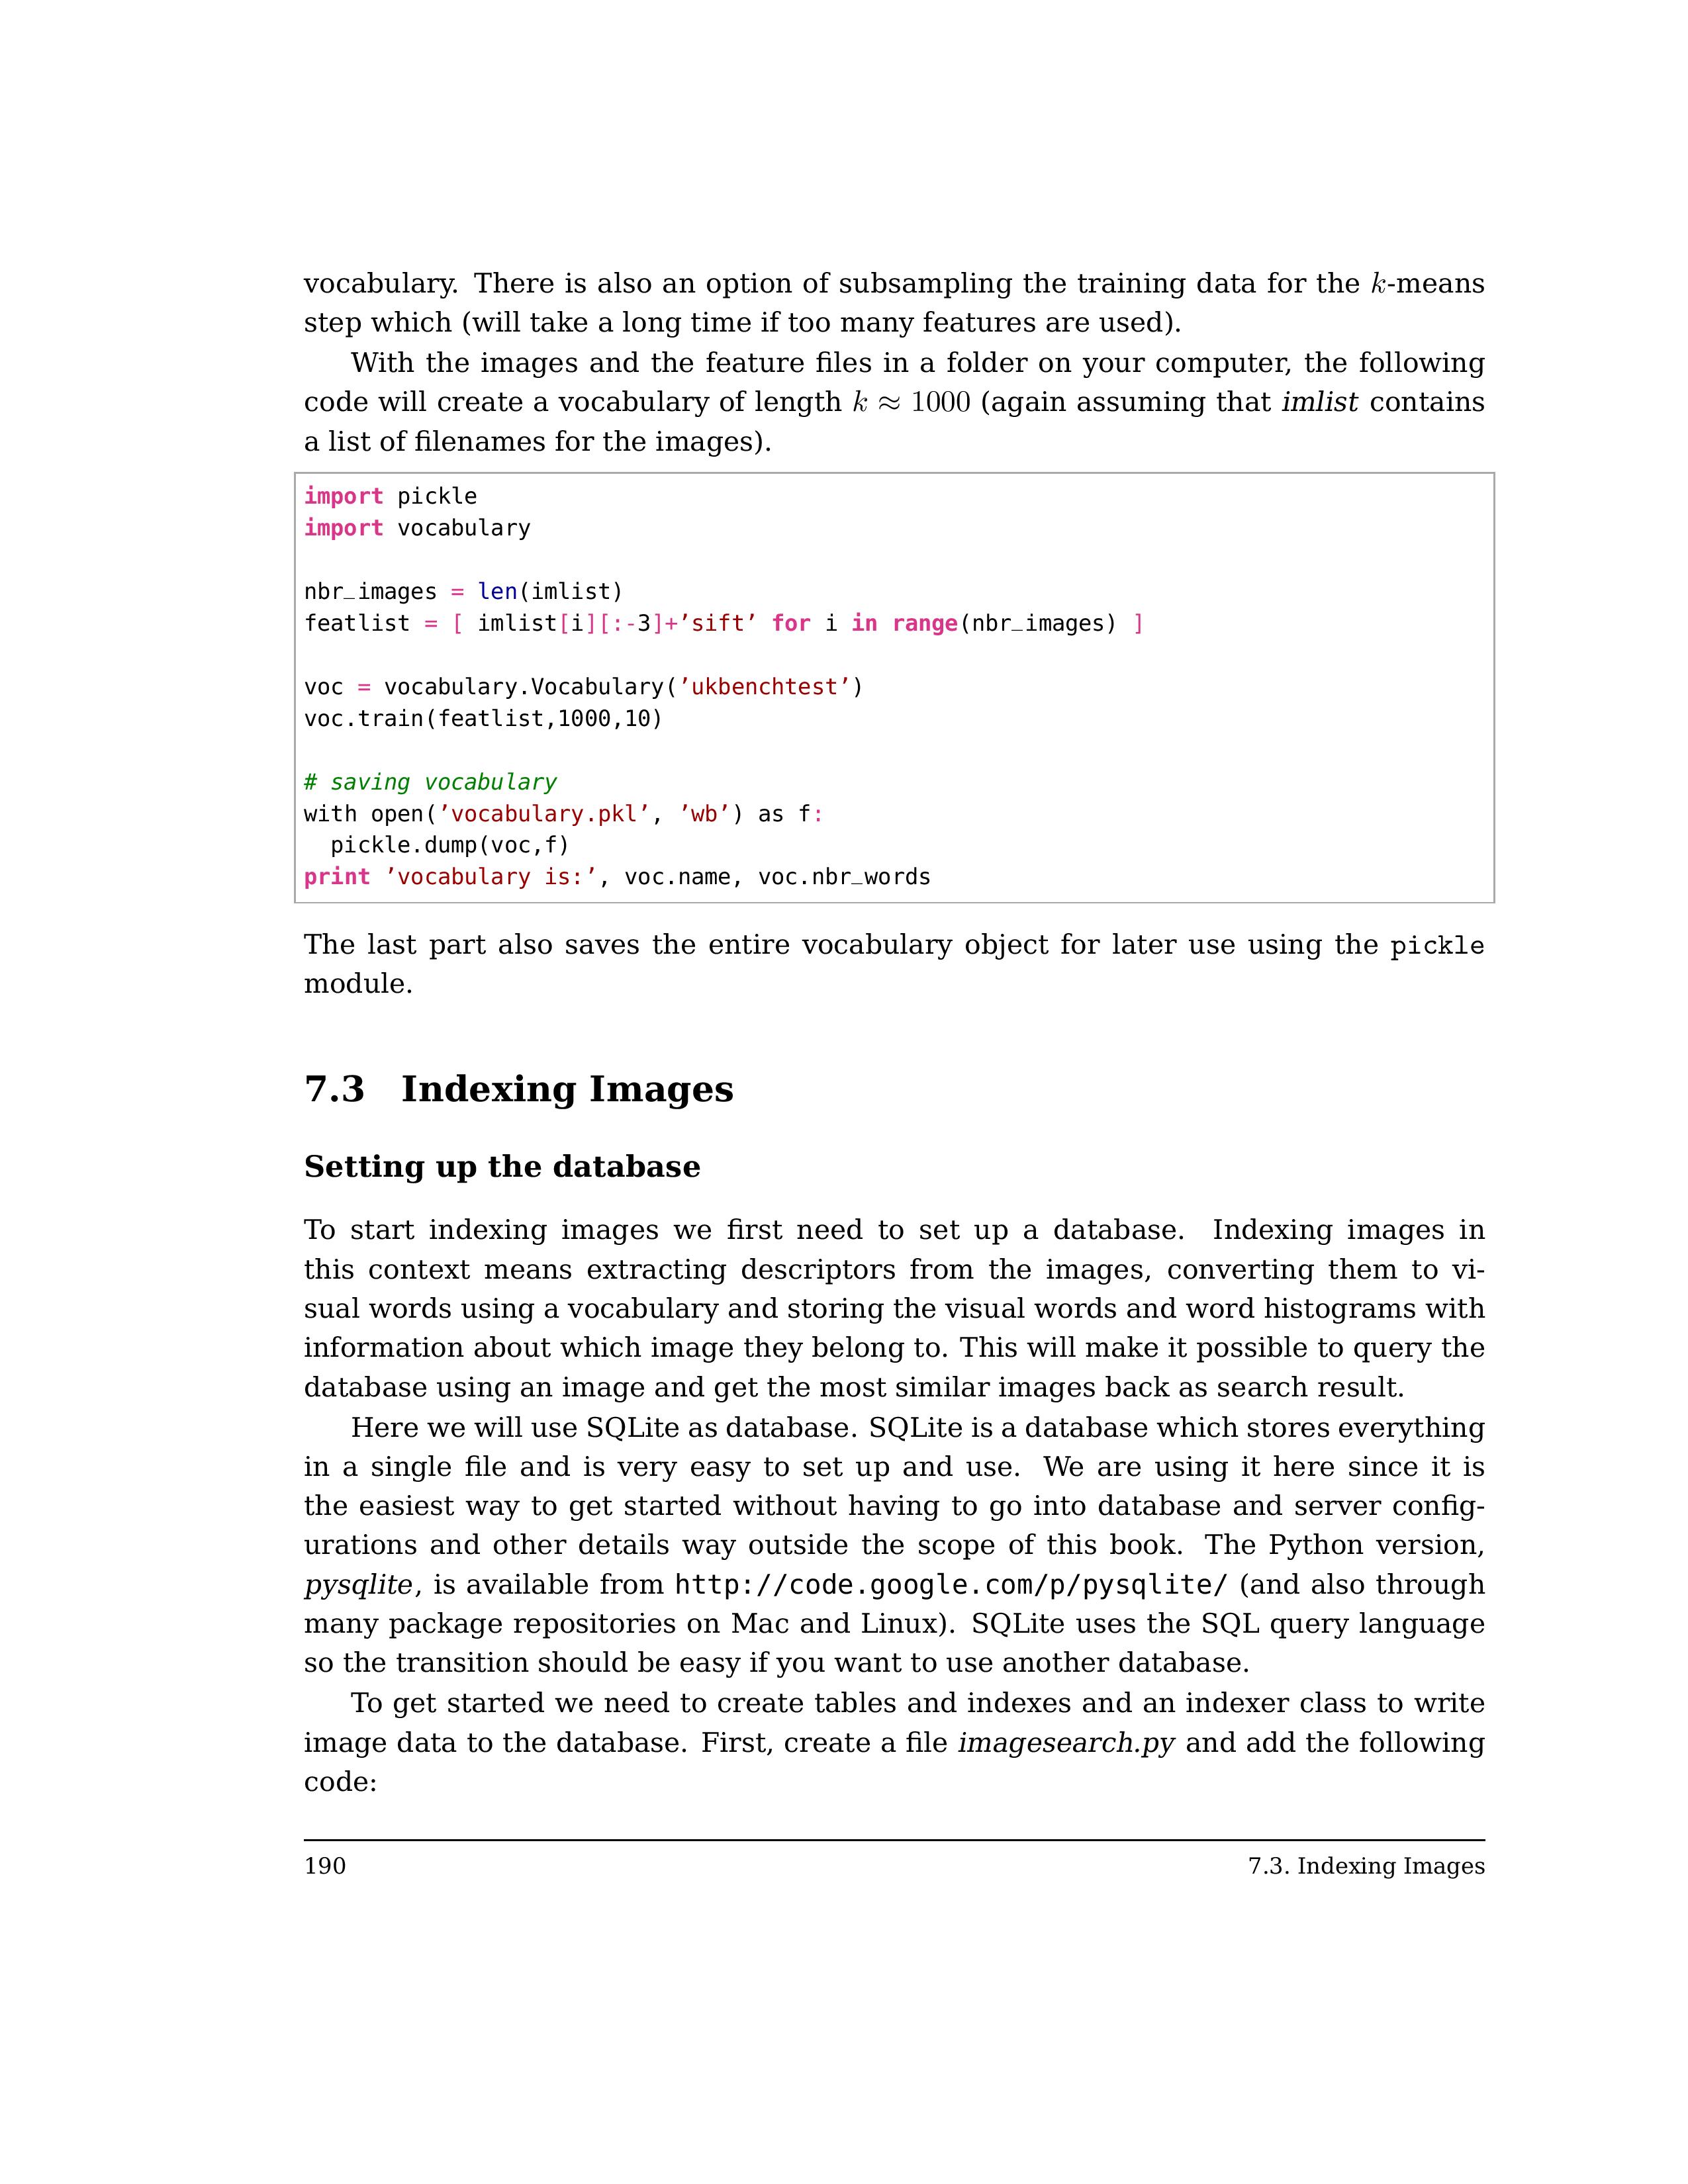 vocabulary. There is also an option of subsampling the training data for the k-means
step which (will take a long time if too many features are used).
With the images and the feature files in a folder on your computer, the following
code will create a vocabulary of length k ≈ 1000 (again assuming that imlist contains
a list of filenames for the images).
import pickle
import vocabulary
nbr_images = len(imlist)
featlist = [ imlist[i][:-3]+’sift’ for i in range(nbr_images) ]
voc = vocabulary.Vocabulary(’ukbenchtest’)
voc.train(featlist,1000,10)
# saving vocabulary
with open(’vocabulary.pkl’, ’wb’) as f:
  pickle.dump(voc,f)
print ’vocabulary is:’, voc.name, voc.nbr_words
The last part also saves the entire vocabulary object for later use using the pickle
module.
7.3 Indexing Images
Setting up the database
To start indexing images we first need to set up a database. Indexing images in
this context means extracting descriptors from the images, converting them to vi-
sual words using a vocabulary and storing the visual words and word histograms with
information about which image they belong to. This will make it possible to query the
database using an image and get the most similar images back as search result.
Here we will use SQLite as database. SQLite is a database which stores everything
in a single file and is very easy to set up and use. We are using it here since it is
the easiest way to get started without having to go into database and server config-
urations and other details way outside the scope of this book. The Python version,
pysqlite, is available from http://code.google.com/p/pysqlite/ (and also through
many package repositories on Mac and Linux). SQLite uses the SQL query language
so the transition should be easy if you want to use another database.
To get started we need to create tables and indexes and an indexer class to write
image data to the database. First, create a file imagesearch.py and add the following
code:
190 7.3. Indexing Images